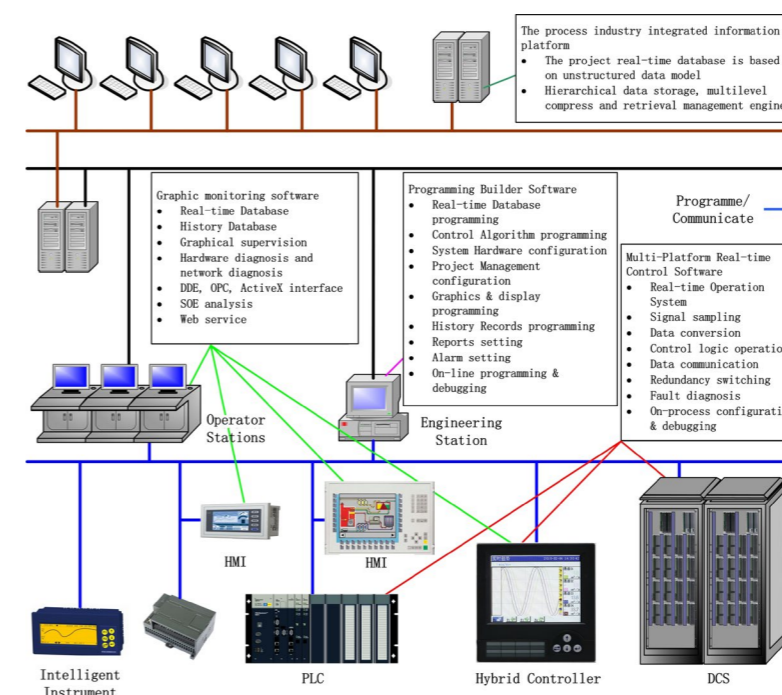 The process industry integrated information
platform
• The project real-time database is based
on unstructured data model
• Hierarchical data storage, multilevel
compress and retrieval management engine
Graphic monitoring software
• Real-time Database
• History Database
• Graphical supervision
• Hardware diagnosis and
network diagnosis
• DDE, OPC, ActiveX interface
• SOE analysis
• Web service
Programming Builder Software
• Real-time Database
programming
• Control Algorithm programming
• System Hardware configuration
• Project Management
configuration
• Graphics & display
programming
• History Records programming
• Reports setting
• Alarm setting
• On-line programming &
debugging
Programme/
Communicate
Multi-Platform Real-time
Control Software
• Real-time Operation
System
• Signal sampling
• Data conversion
• Control logic operatio
• Data communication
• Redundancy switching
• Fault diagnosis
• On-process configurati
& debugging
Operator
Stations
Engineering
Station
HMI
HMI
Intelligent
Instrument
PLC
Hybrid Controller
DCS